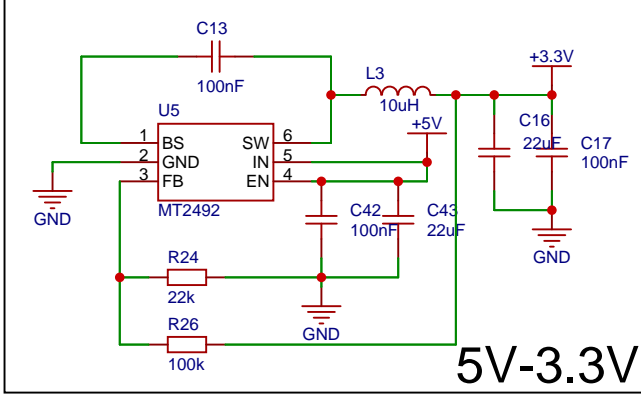 C13
100nF
L3
10uH
+3.3V
U5
+5V
1 BS SW 6
2 GND IN 5
3 FB EN 4
MT2492
GND
C16
22uF
C17
100nF
C42
100nF
C43
22uF
GND
R24
22k
GND
R26
100k
5V-3.3V